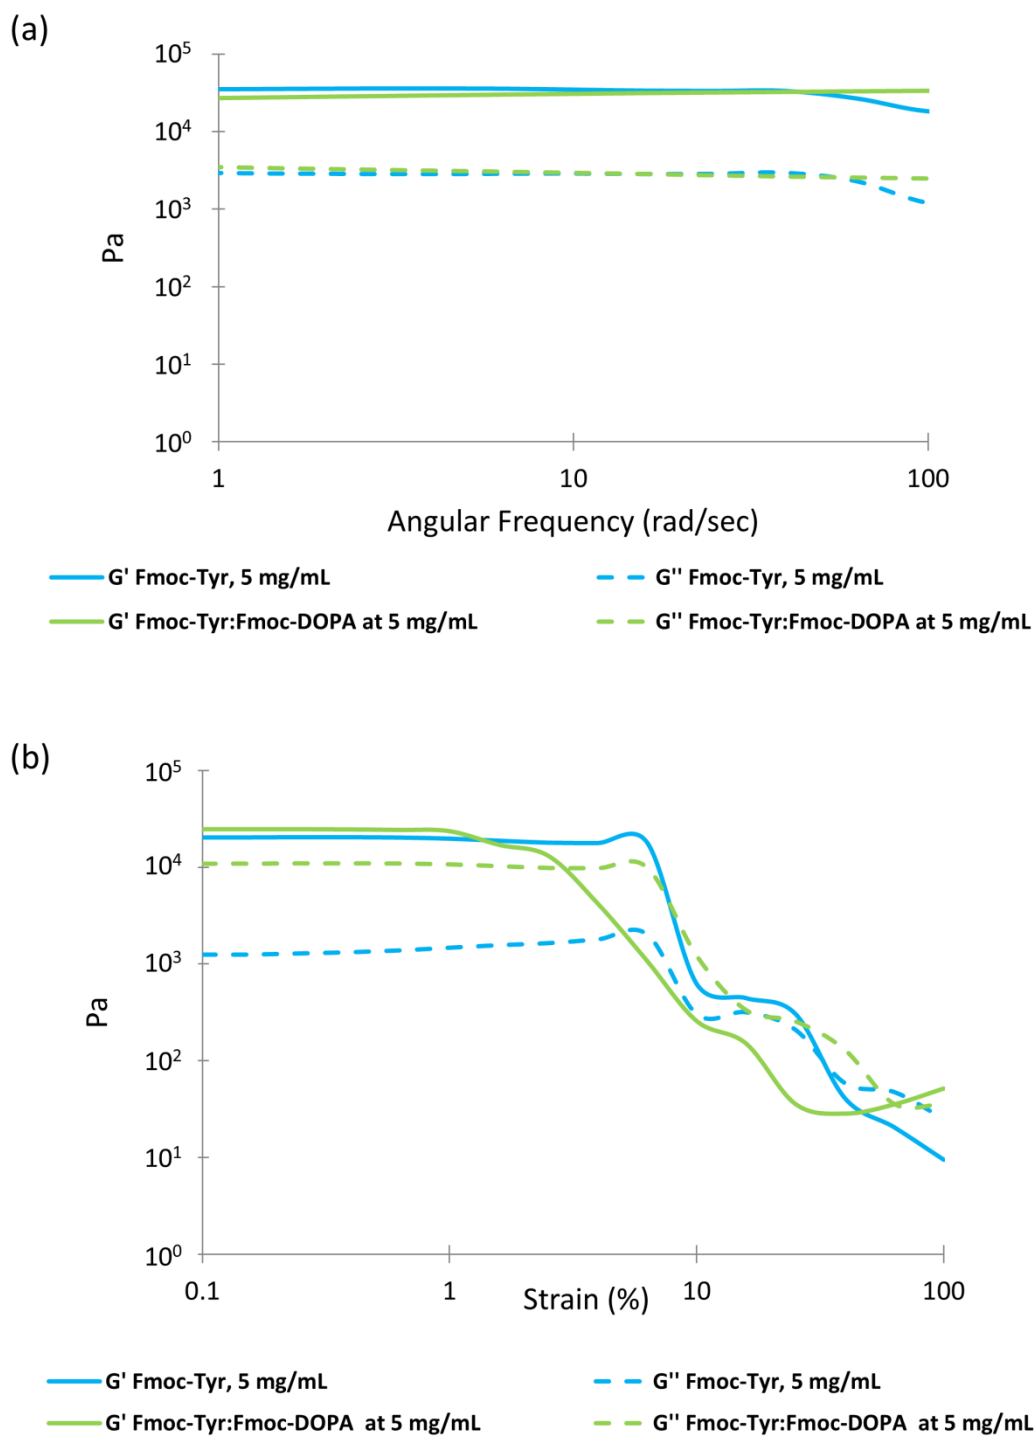 (a)
10⁵
10⁴
10³
10²
10¹
10⁰
Pa
1 10 100
Angular Frequency (rad/sec)
G' Fmoc-Tyr, 5 mg/mL G'' Fmoc-Tyr, 5 mg/mL
G' Fmoc-Tyr:Fmoc-DOPA at 5 mg/mL G'' Fmoc-Tyr:Fmoc-DOPA at 5 mg/mL
(b)
10⁵
10⁴
10³
10²
10¹
10⁰
Pa
0.1 1 10 100
Strain (%)
G' Fmoc-Tyr, 5 mg/mL G'' Fmoc-Tyr, 5 mg/mL
G' Fmoc-Tyr:Fmoc-DOPA at 5 mg/mL G'' Fmoc-Tyr:Fmoc-DOPA at 5 mg/mL